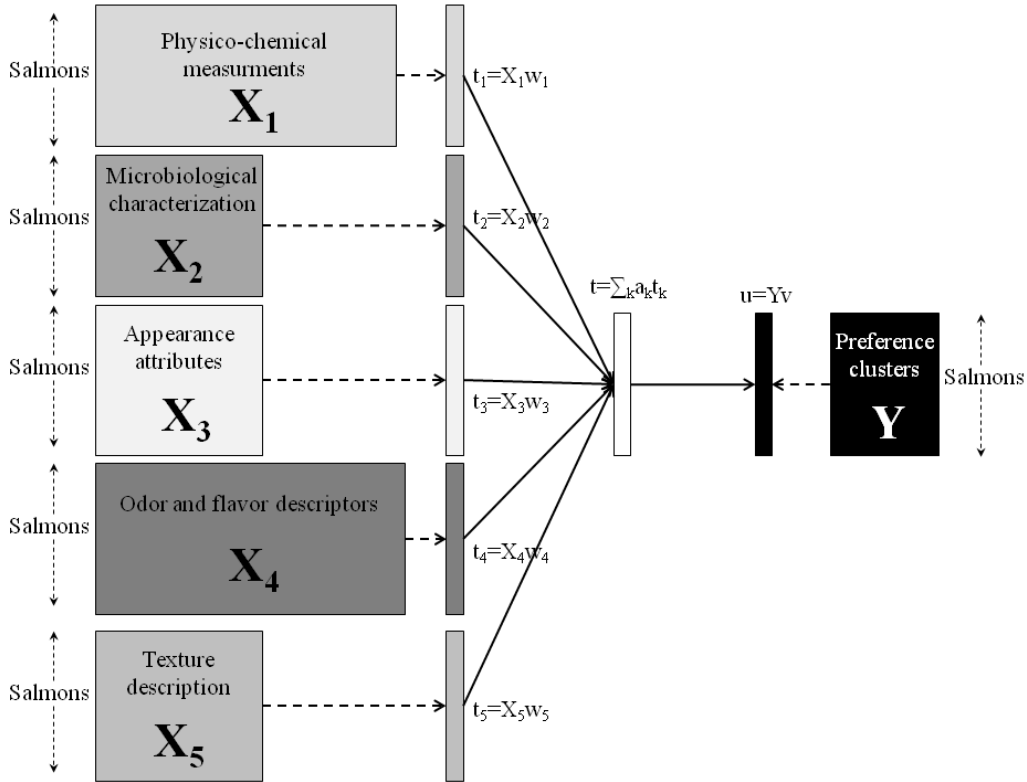 Salmons
Physico-chemical
measurments
X₁
t₁=X₁w₁
Salmons
Microbiological
characterization
X₂
t₂=X₂w₂
Salmons
Appearance
attributes
X₃
t₃=X₃w₃
Salmons
Odor and flavor descriptors
X₄
t₄=X₄w₄
Salmons
Texture
description
X₅
t₅=X₅w₅
t=∑ₖaₖtₖ
u=Yv
Preference
clusters
Y
Salmons